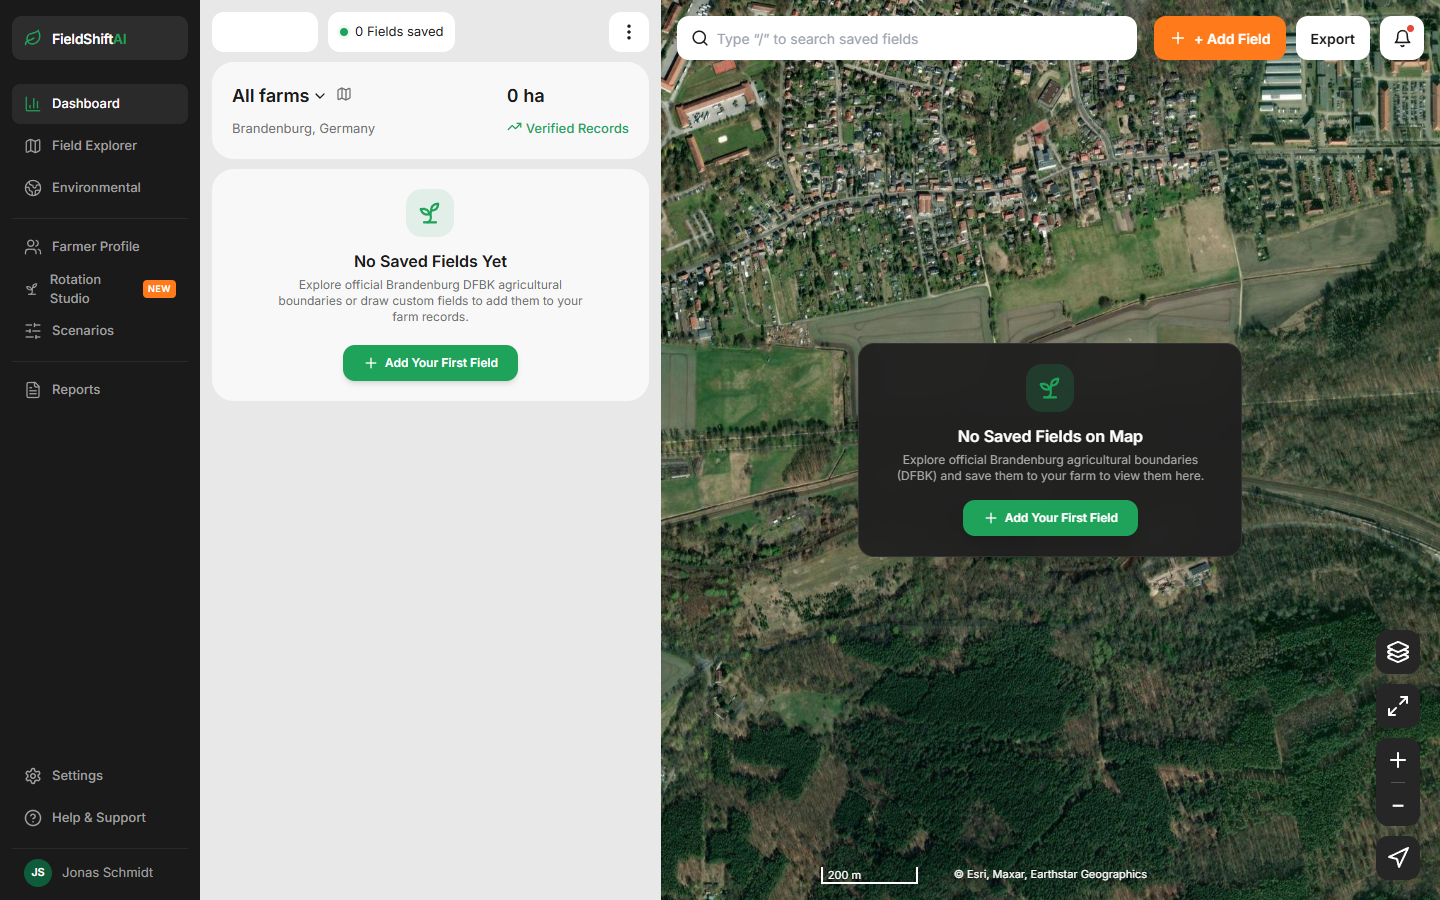 FieldShiftAI
Dashboard
Field Explorer
Environmental
Farmer Profile
Rotation
Studio
NEW
Scenarios
Reports
Settings
Help & Support
JS
Jonas Schmidt
0 Fields saved
All farms
0 ha
Brandenburg, Germany
Verified Records
No Saved Fields Yet
Explore official Brandenburg DFBK agricultural
boundaries or draw custom fields to add them to your
farm records.
Add Your First Field
Type “/” to search saved fields
+ Add Field
Export
No Saved Fields on Map
Explore official Brandenburg agricultural boundaries
(DFBK) and save them to your farm to view them here.
Add Your First Field
200 m
© Esri, Maxar, Earthstar Geographics